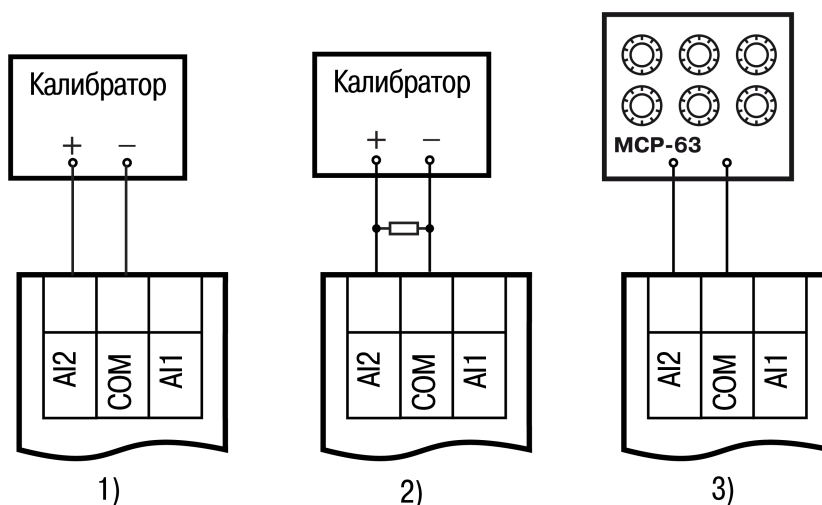 Калибратор
+ −
AI2 COM AI1
1)
Калибратор
+ −
AI2 COM AI1
2)
МСР-63
AI2 COM AI1
3)